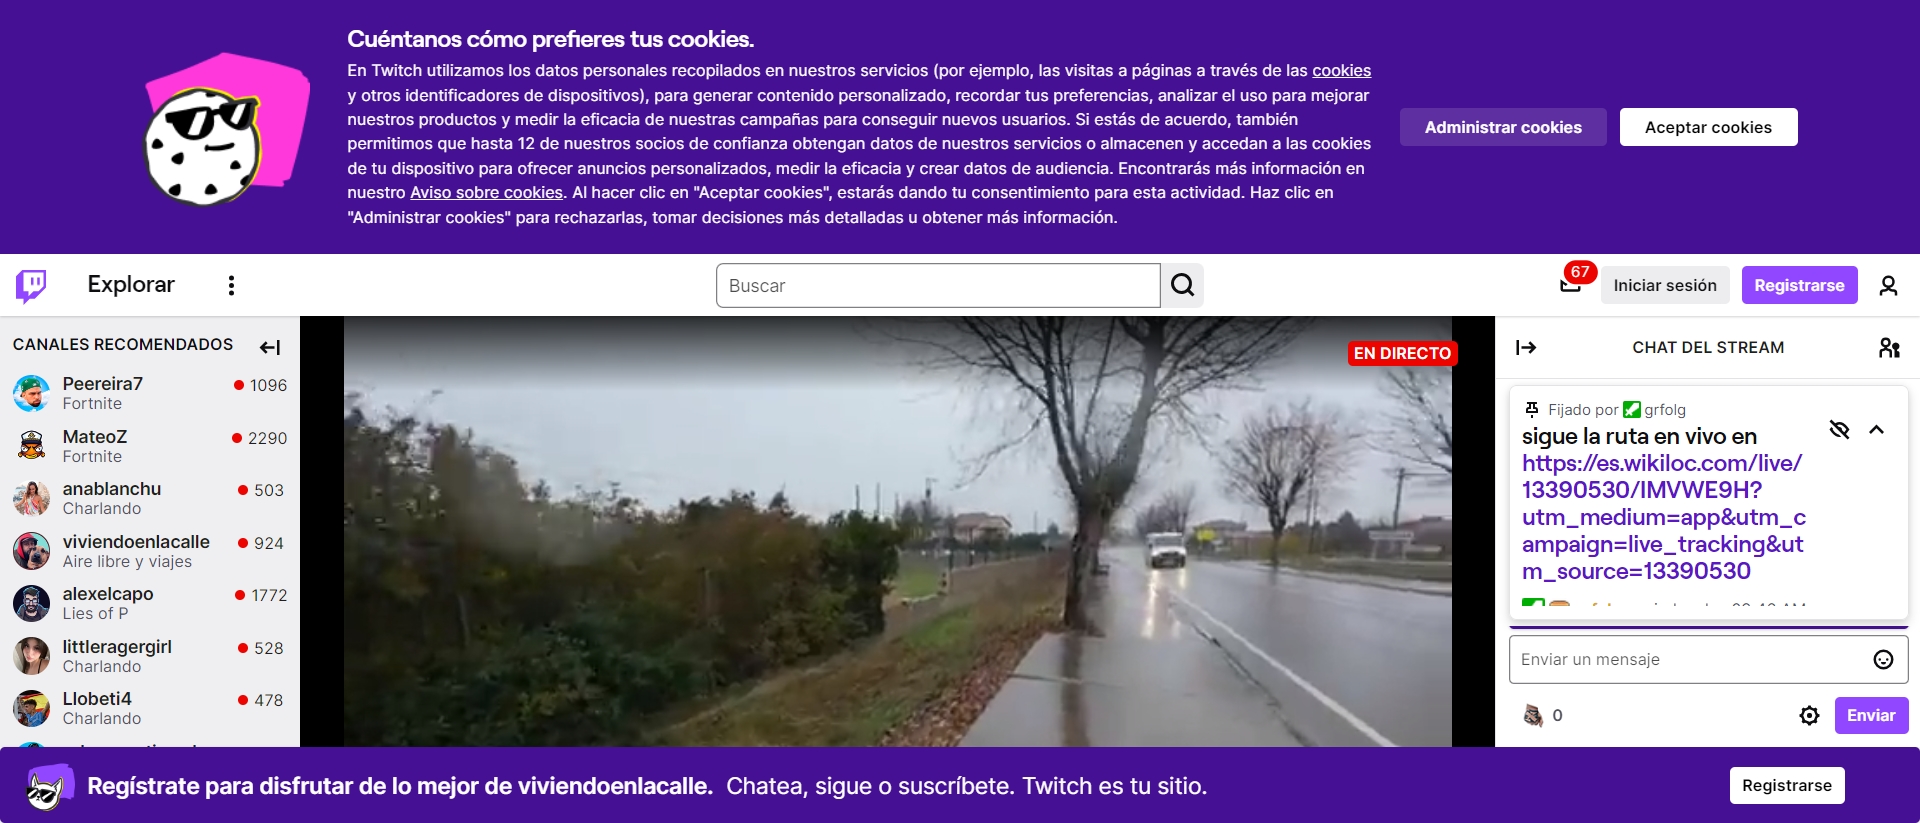 Cuéntanos cómo prefieres tus cookies.
En Twitch utilizamos los datos personales recopilados en nuestros servicios (por ejemplo, las visitas a páginas a través de las cookies
y otros identificadores de dispositivos), para generar contenido personalizado, recordar tus preferencias, analizar el uso para mejorar
nuestros productos y medir la eficacia de nuestras campañas para conseguir nuevos usuarios. Si estás de acuerdo, también
permitimos que hasta 12 de nuestros socios de confianza obtengan datos de nuestros servicios o almacenen y accedan a las cookies
de tu dispositivo para ofrecer anuncios personalizados, medir la eficacia y crear datos de audiencia. Encontrarás más información en
nuestro Aviso sobre cookies. Al hacer clic en "Aceptar cookies", estarás dando tu consentimiento para esta actividad. Haz clic en
"Administrar cookies" para rechazarlas, tomar decisiones más detalladas u obtener más información.
Administrar cookies
Aceptar cookies
Explorar
Buscar
67
Iniciar sesión
Registrarse
CANALES RECOMENDADOS
Peereira7
1096
Fortnite
MateoZ
2290
Fortnite
anablanchu
503
Charlando
viviendoenlacalle
924
Aire libre y viajes
alexelcapo
1772
Lies of P
littleragergirl
528
Charlando
Llobeti4
478
Charlando
EN DIRECTO
CHAT DEL STREAM
Fijado por grfolg
sigue la ruta en vivo en
https://es.wikiloc.com/live/
13390530/IMVWE9H?
utm_medium=app&utm_c
ampaign=live_tracking&ut
m_source=13390530
Enviar un mensaje
0
Enviar
Regístrate para disfrutar de lo mejor de viviendoenlacalle. Chatea, sigue o suscríbete. Twitch es tu sitio.
Registrarse